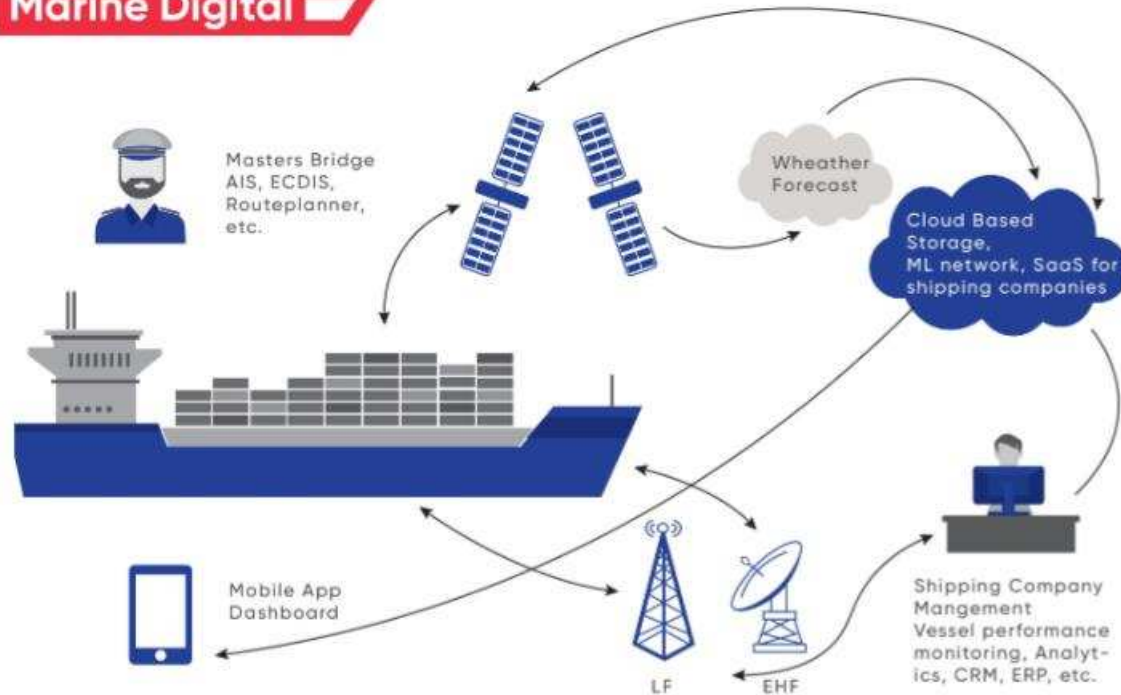 Marine Digital
Masters Bridge
AIS, ECDIS,
Routeplanner,
etc.
Wheather
Forecast
Cloud Based
Storage,
ML network, SaaS for
shipping companies
Mobile App
Dashboard
LF
EHF
Shipping Company
Mangement
Vessel performance
monitoring, Analyt-
ics, CRM, ERP, etc.